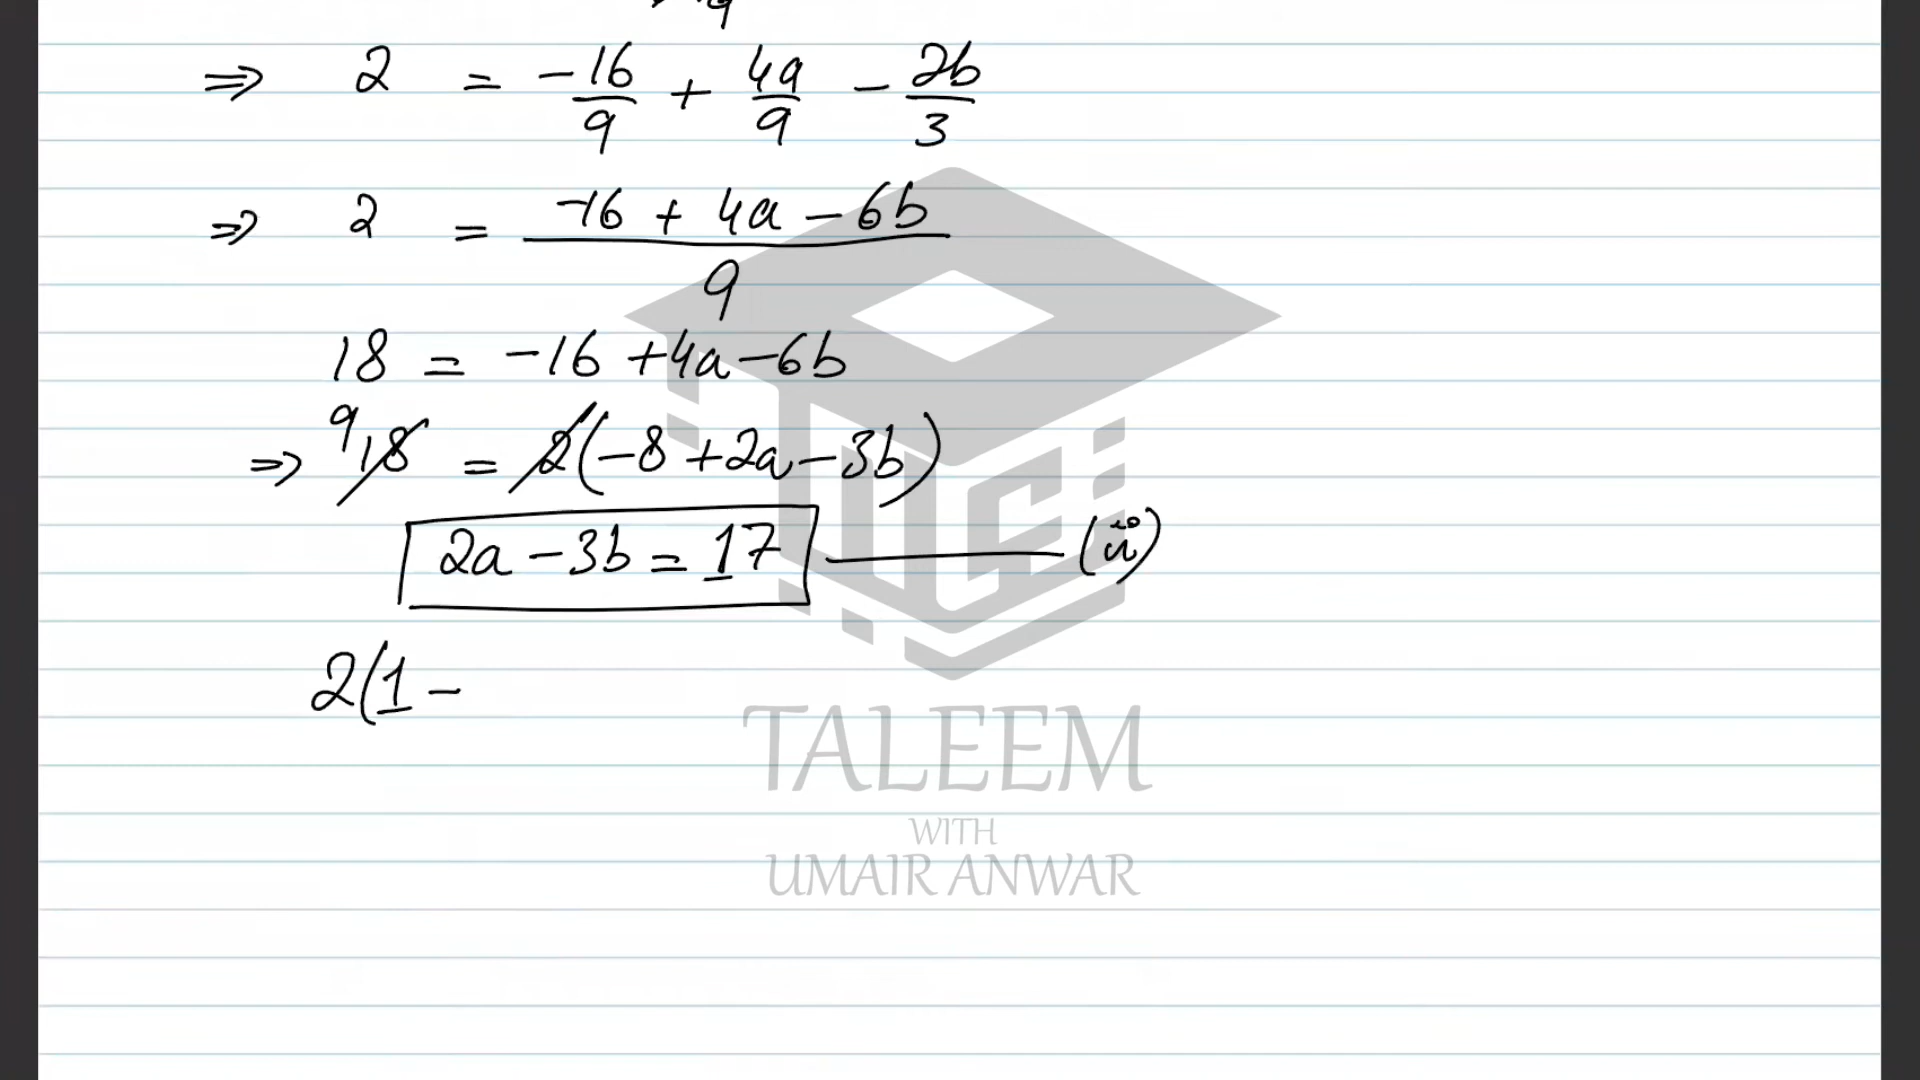 ⇒ 2 = -16/9 + 4a/9 - 2b/3
⇒ 2 = (-16 + 4a - 6b)/9
18 = -16 + 4a - 6b
9
⇒ 18 = 2(-8 + 2a - 3b)
2a - 3b = 17 ——— (ii)
2(1 -
TALEEM
WITH
UMAIR ANWAR